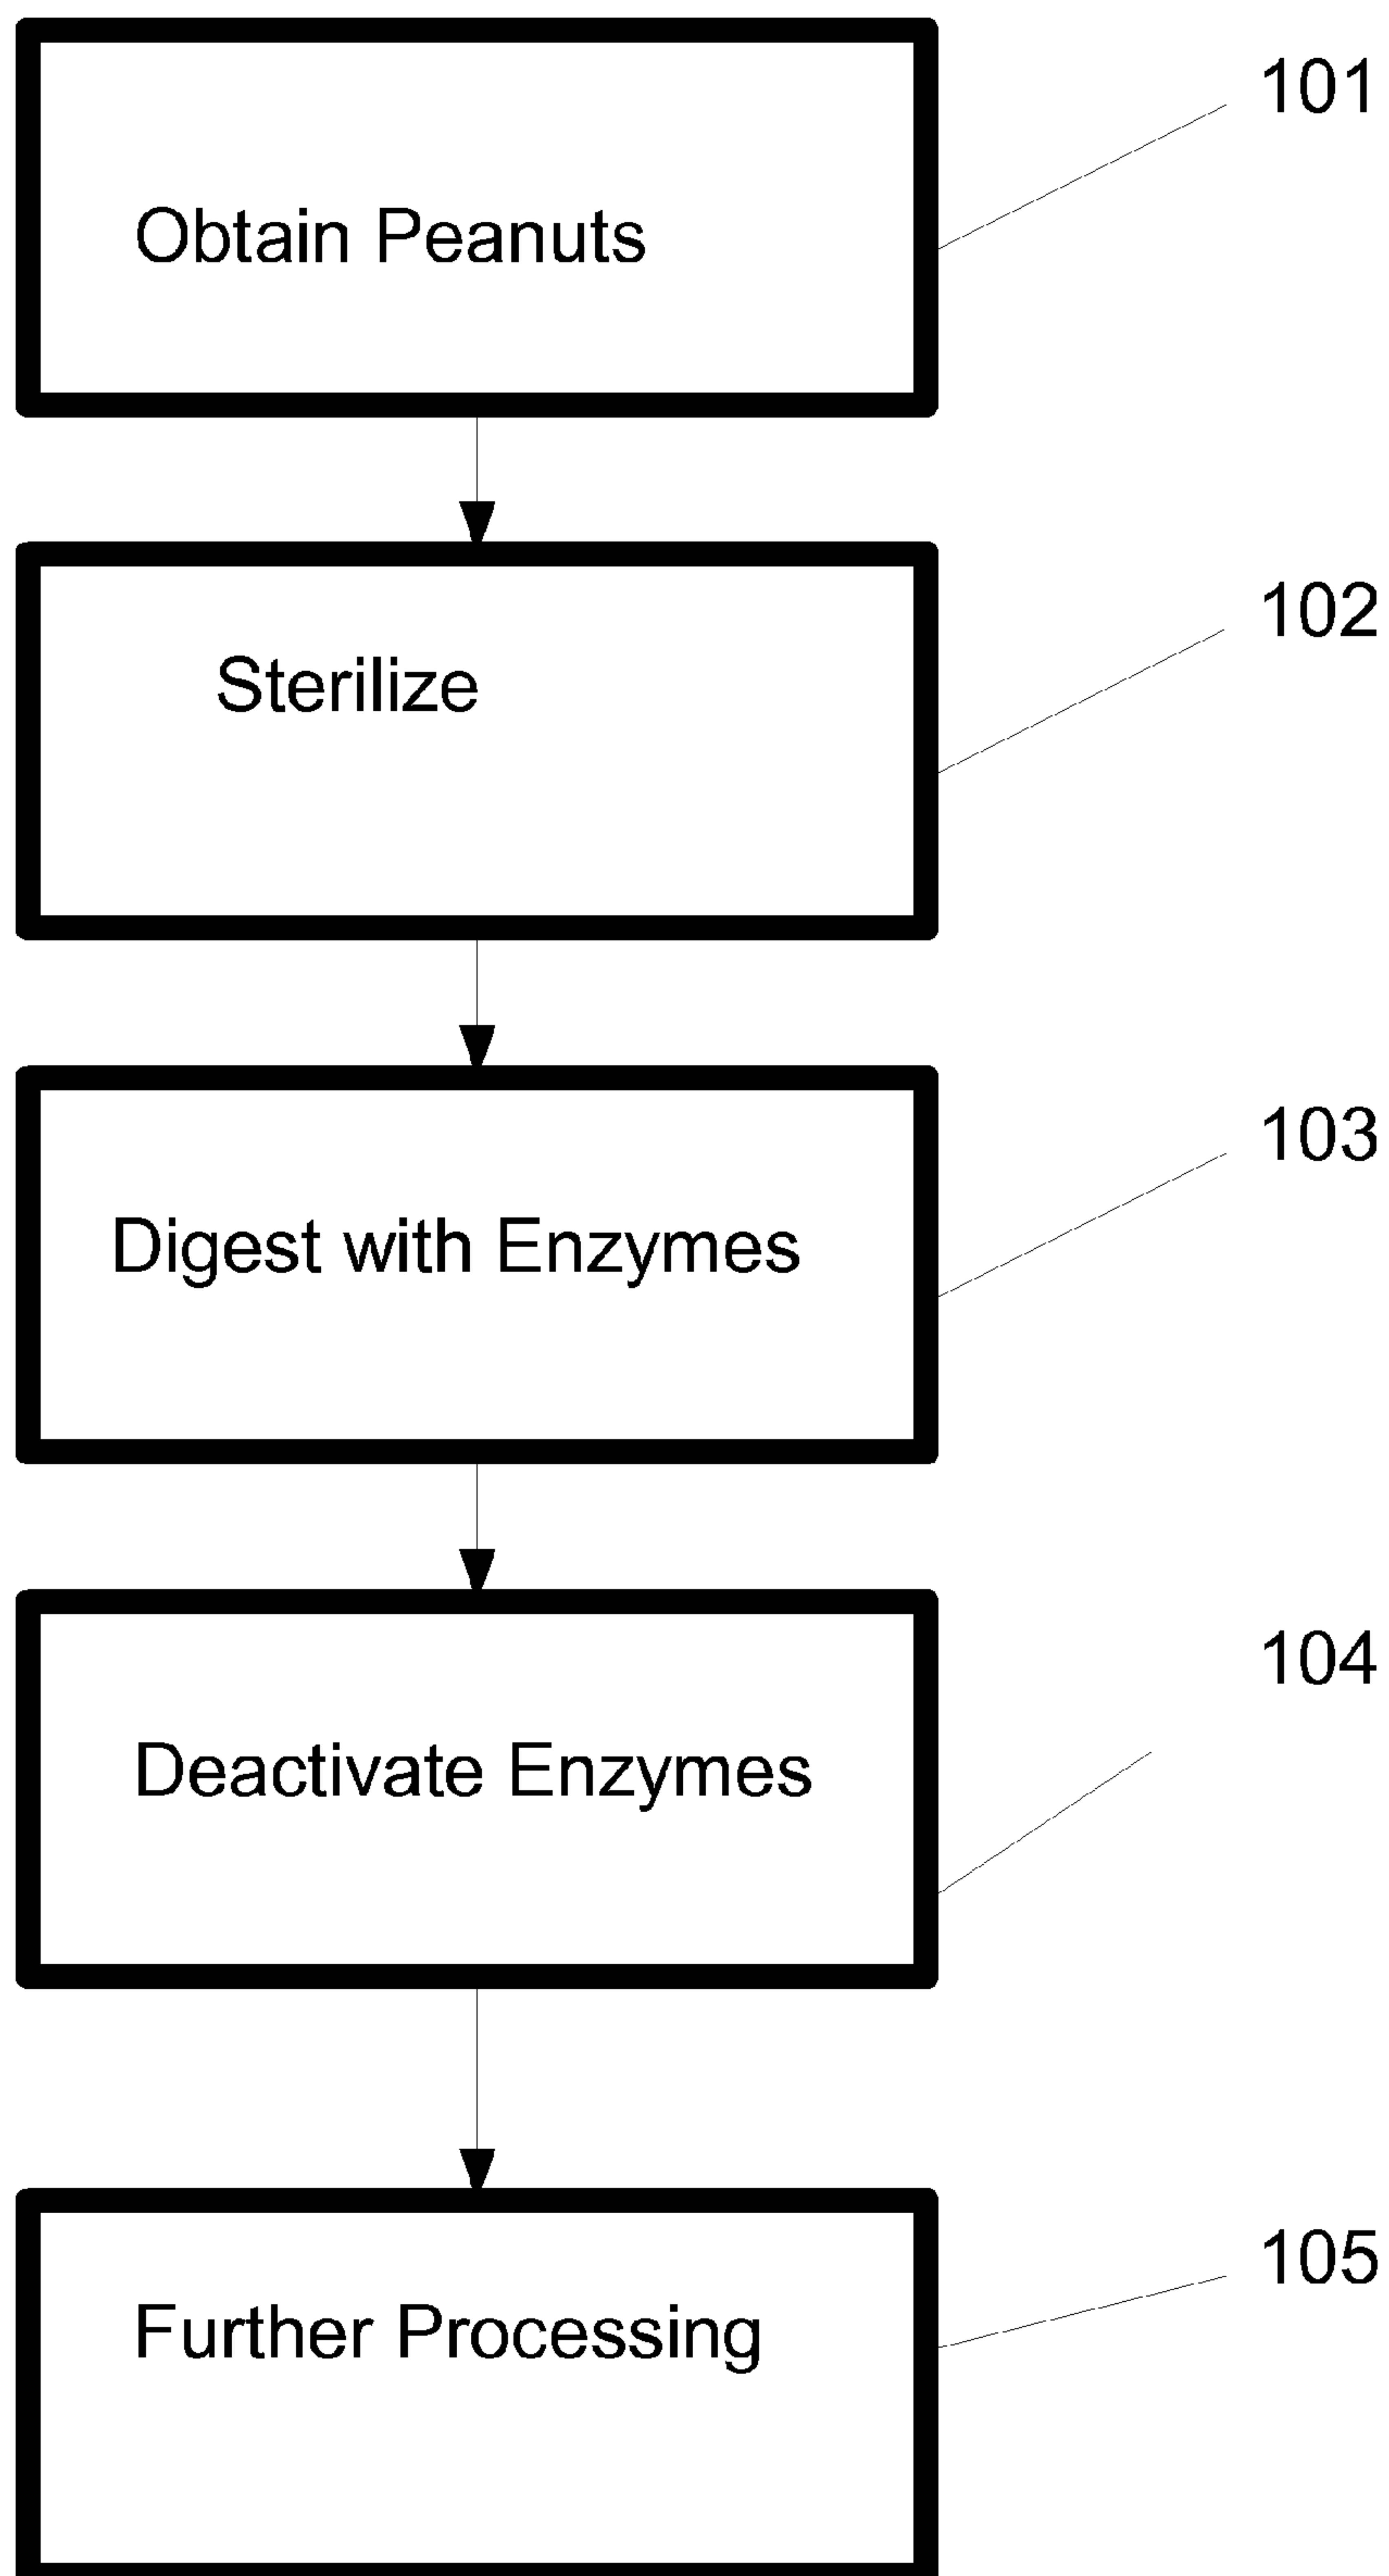 101
Obtain Peanuts
102
Sterilize
103
Digest with Enzymes
104
Deactivate Enzymes
105
Further Processing